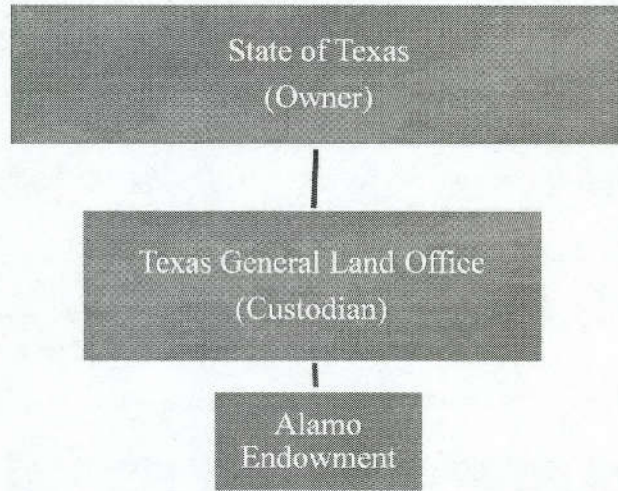 State of Texas
(Owner)
Texas General Land Office
(Custodian)
Alamo
Endowment